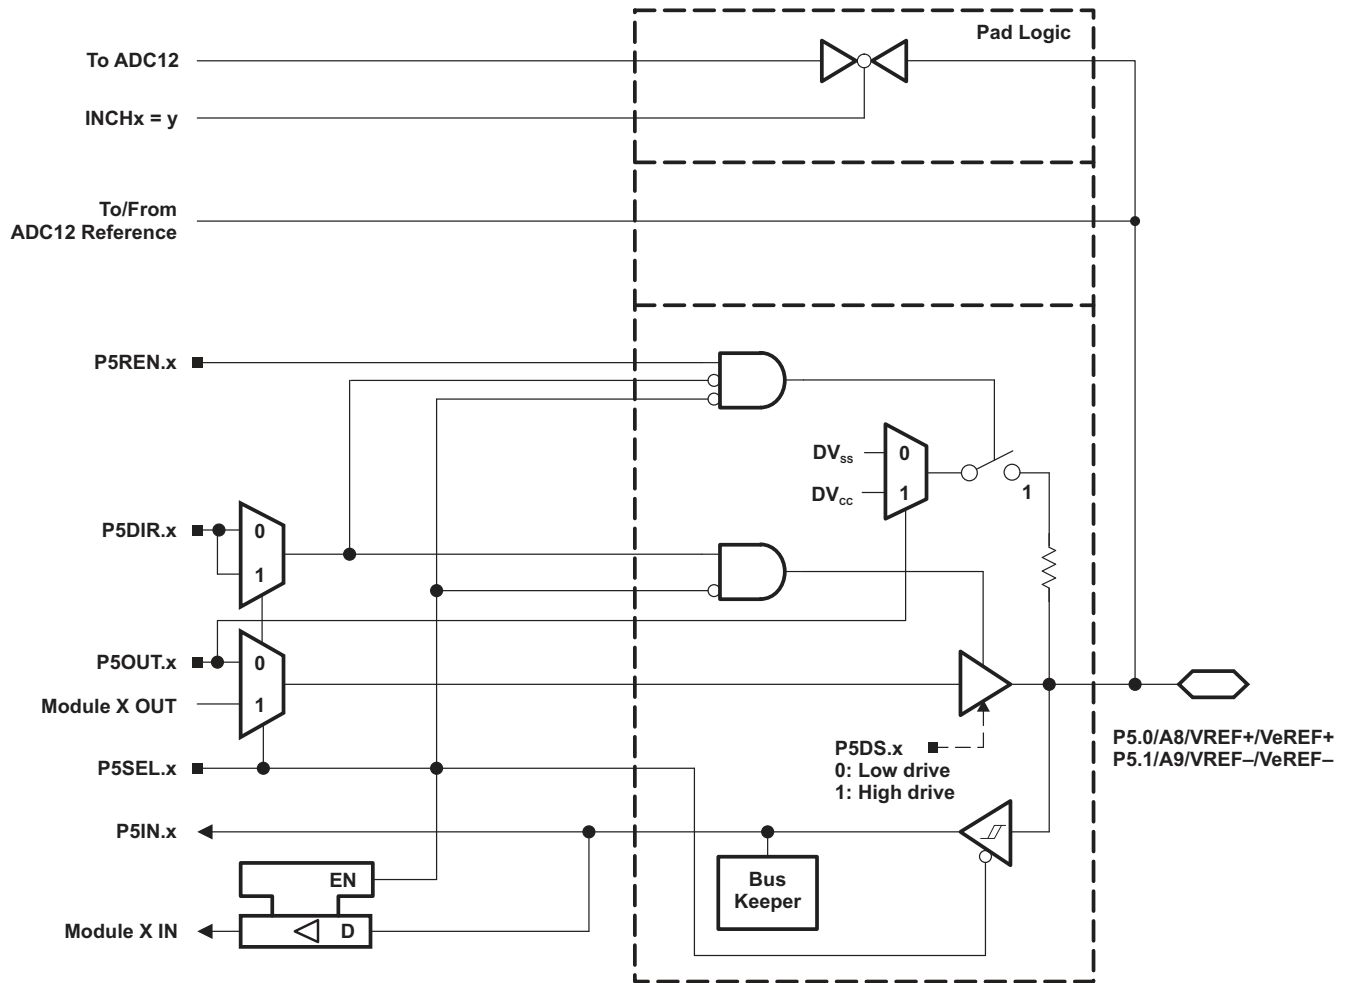 Pad Logic
To ADC12
INCHx = y
To/From
ADC12 Reference
P5REN.x
DVSS
0
DVCC
1
1
P5DIR.x
0
1
P5OUT.x
0
Module X OUT
1
P5SEL.x
P5DS.x
0: Low drive
1: High drive
P5.0/A8/VREF+/VeREF+
P5.1/A9/VREF–/VeREF–
P5IN.x
Bus
Keeper
EN
Module X IN
D